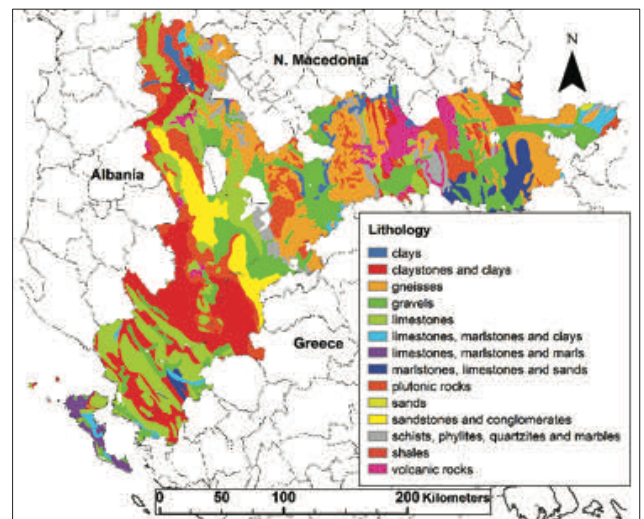 N
N. Macedonia
Albania
Greece
Lithology
clays
claystones and clays
gneisses
gravels
limestones
limestones, marlstones and clays
limestones, marlstones and marls
marlstones, limestones and sands
plutonic rocks
sands
sandstones and conglomerates
schists, phylites, quartzites and marbles
shales
volcanic rocks
0 50 100 200 Kilometers